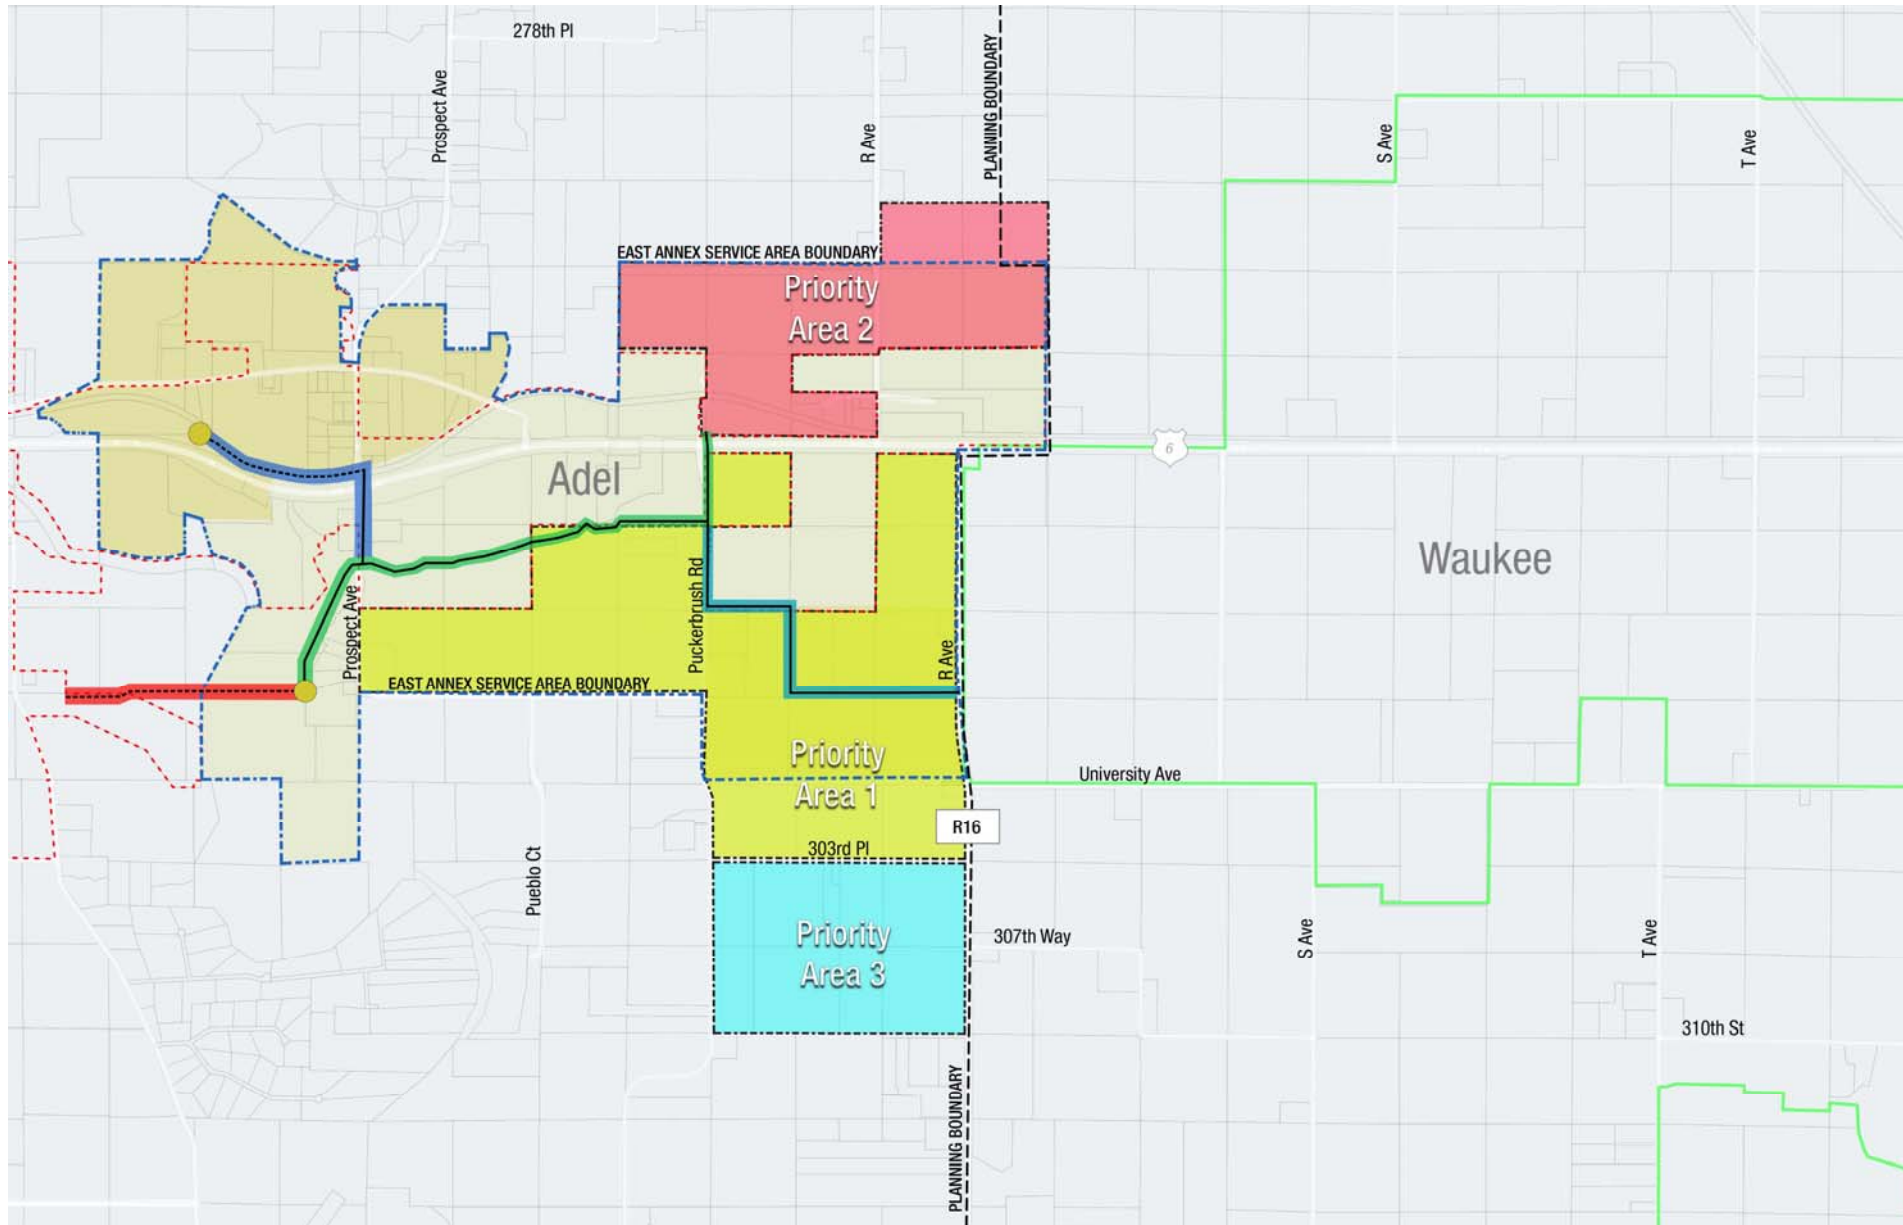 278th Pl
Prospect Ave
R Ave
PLANNING BOUNDARY
S Ave
T Ave
EAST ANNEX SERVICE AREA BOUNDARY
Priority
Area 2
6
Adel
Waukee
Puckerbrush Rd
Prospect Ave
R Ave
EAST ANNEX SERVICE AREA BOUNDARY
Priority
Area 1
University Ave
R16
303rd Pl
Pueblo Ct
Priority
Area 3
307th Way
S Ave
T Ave
310th St
PLANNING BOUNDARY